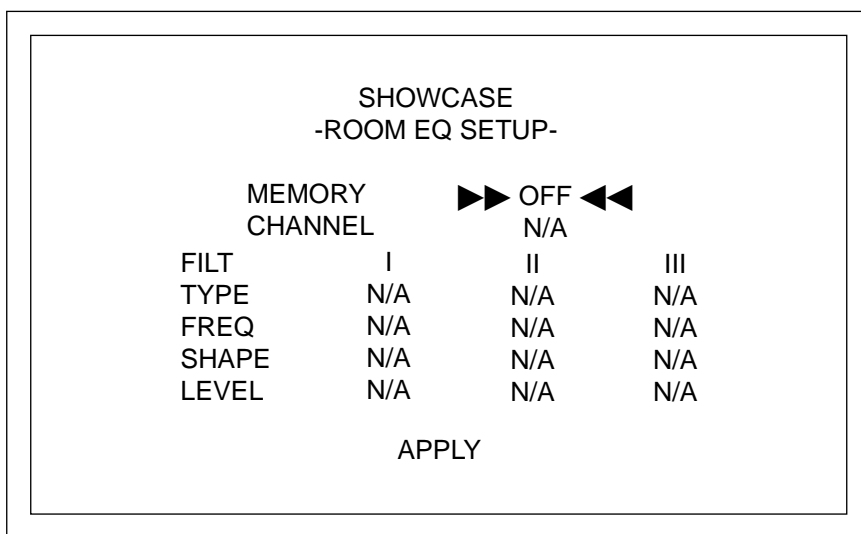 SHOWCASE
-ROOM EQ SETUP-
MEMORY ▶▶ OFF ◀◀
CHANNEL N/A
FILT I II III
TYPE N/A N/A N/A
FREQ N/A N/A N/A
SHAPE N/A N/A N/A
LEVEL N/A N/A N/A
APPLY